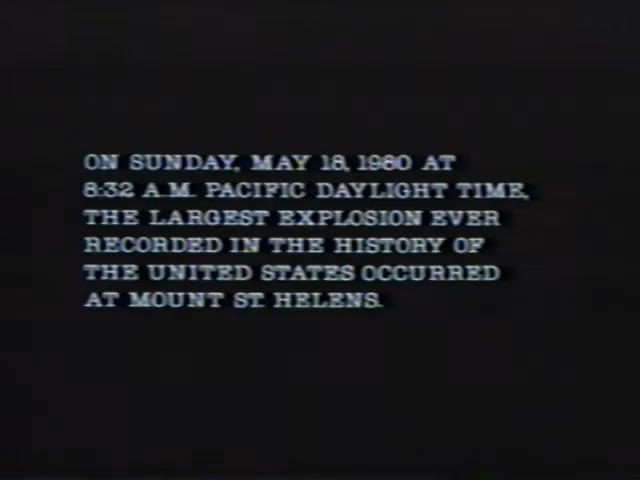 ON SUNDAY, MAY 18, 1980 AT
8:32 A.M. PACIFIC DAYLIGHT TIME,
THE LARGEST EXPLOSION EVER
RECORDED IN THE HISTORY OF
THE UNITED STATES OCCURRED
AT MOUNT ST. HELENS.